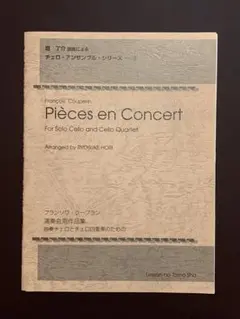 チェロ・アンサンブル・シリーズ
François Couperin
Pièces en Concert
For Solo Cello and Cello Quartet
Arranged by RYOSUKE HORI
フランソワ・クープラン
演奏会用作品集
独奏チェロとチェロ四重奏のための